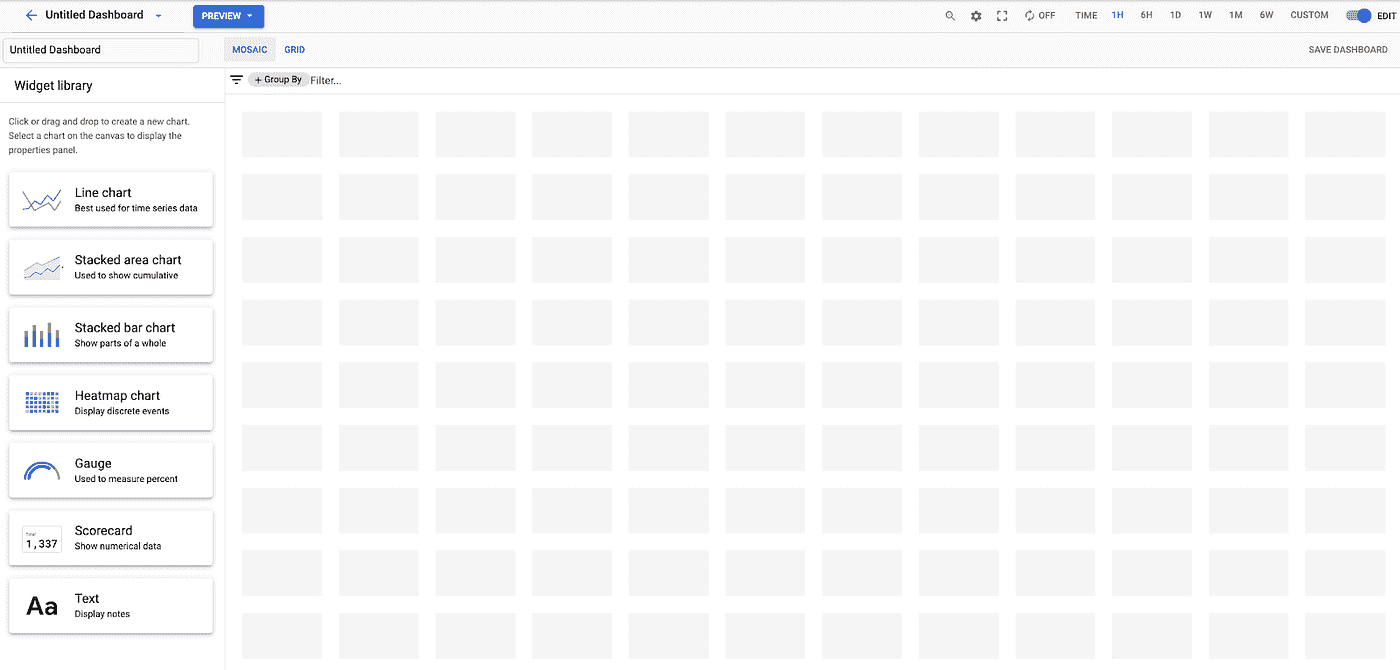 Untitled Dashboard
PREVIEW
OFF
TIME 1H 6H 1D 1W 1M 6W CUSTOM
EDIT
Untitled Dashboard
MOSAIC GRID
SAVE DASHBOARD
Widget library
+ Group By Filter...
Click or drag and drop to create a new chart.
Select a chart on the canvas to display the
properties panel.
Line chart
Best used for time series data
Stacked area chart
Used to show cumulative
Stacked bar chart
Show parts of a whole
Heatmap chart
Display discrete events
Gauge
Used to measure percent
Total
1,337
Scorecard
Show numerical data
Aa
Text
Display notes